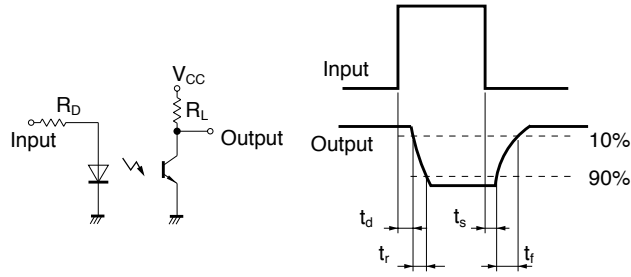 V_CC
R_D
R_L
Input
Output
Input
Output
10%
90%
t_d
t_s
t_r
t_f